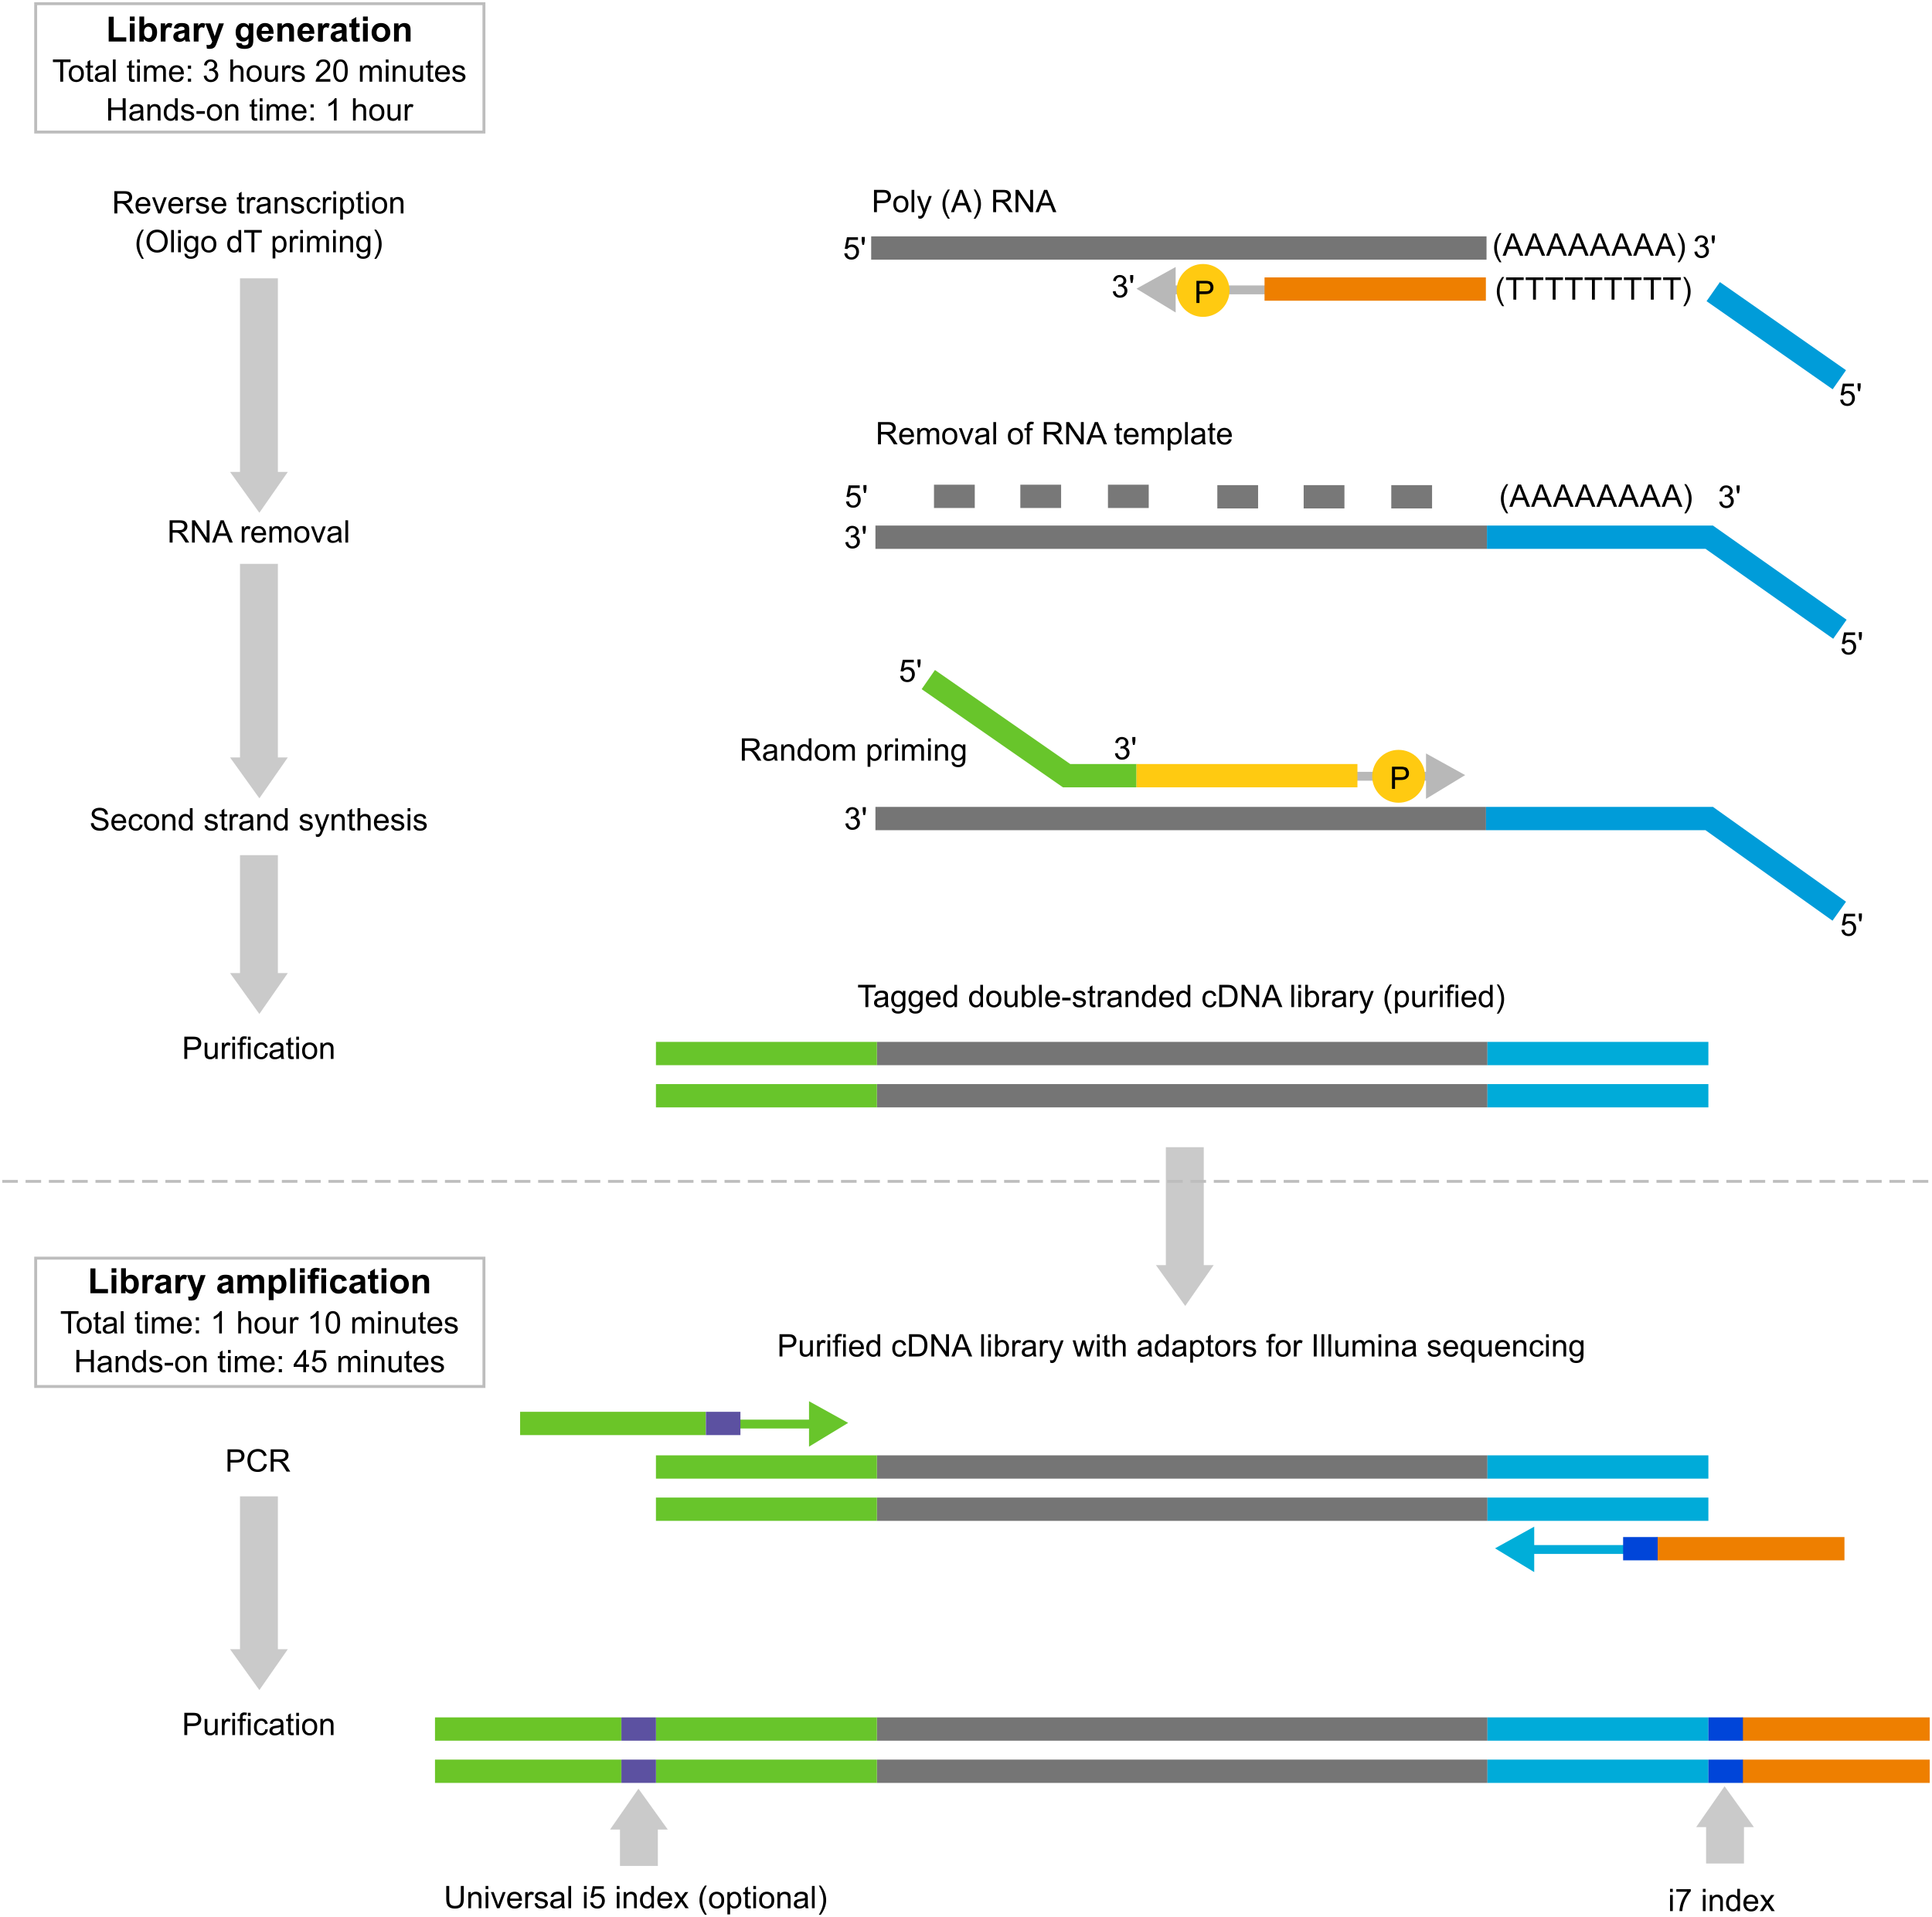 Library generation
Total time: 3 hours 20 minutes
Hands-on time: 1 hour
Reverse transcription
(Oligo dT priming)
Poly (A) RNA
5' (AAAAAAAA) 3'
3' P (TTTTTTTTT)
5'
Removal of RNA template
5' (AAAAAAAA) 3'
RNA removal
3'
5'
5'
Random priming 3'
P
Second strand synthesis
3'
5'
Tagged double-stranded cDNA library (purified)
Purification
Library amplification
Total time: 1 hour 10 minutes
Hands-on time: 45 minutes
Purified cDNA library with adaptors for Illumina sequencing
PCR
Purification
Universal i5 index (optional)
i7 index